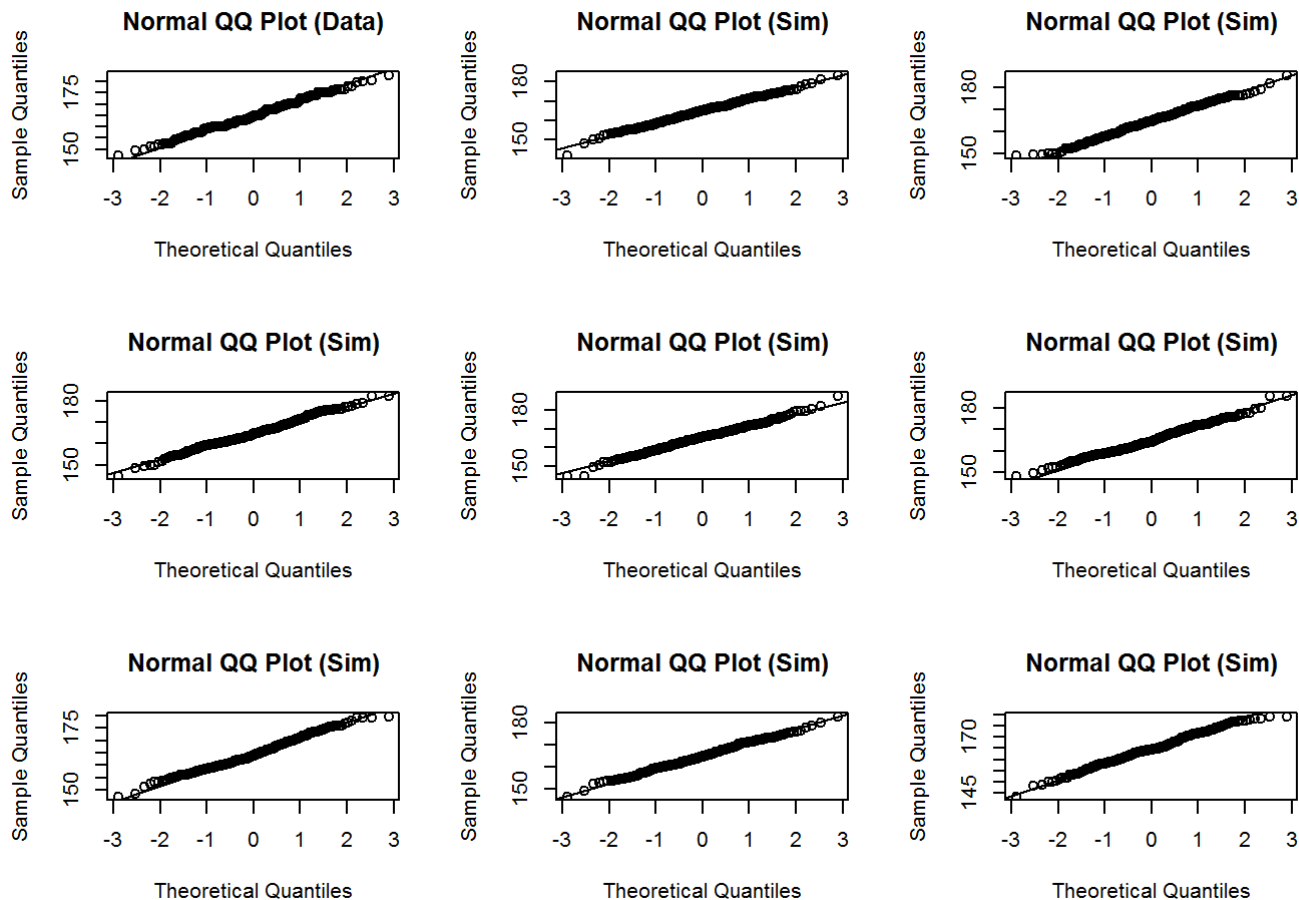 Normal QQ Plot (Data)
Sample Quantiles
175
150
-3 -2 -1 0 1 2 3
Theoretical Quantiles
Normal QQ Plot (Sim)
Sample Quantiles
180
150
-3 -2 -1 0 1 2 3
Theoretical Quantiles
Normal QQ Plot (Sim)
Sample Quantiles
180
150
-3 -2 -1 0 1 2 3
Theoretical Quantiles
Normal QQ Plot (Sim)
Sample Quantiles
180
150
-3 -2 -1 0 1 2 3
Theoretical Quantiles
Normal QQ Plot (Sim)
Sample Quantiles
180
150
-3 -2 -1 0 1 2 3
Theoretical Quantiles
Normal QQ Plot (Sim)
Sample Quantiles
180
150
-3 -2 -1 0 1 2 3
Theoretical Quantiles
Normal QQ Plot (Sim)
Sample Quantiles
175
150
-3 -2 -1 0 1 2 3
Theoretical Quantiles
Normal QQ Plot (Sim)
Sample Quantiles
180
150
-3 -2 -1 0 1 2 3
Theoretical Quantiles
Normal QQ Plot (Sim)
Sample Quantiles
170
145
-3 -2 -1 0 1 2 3
Theoretical Quantiles